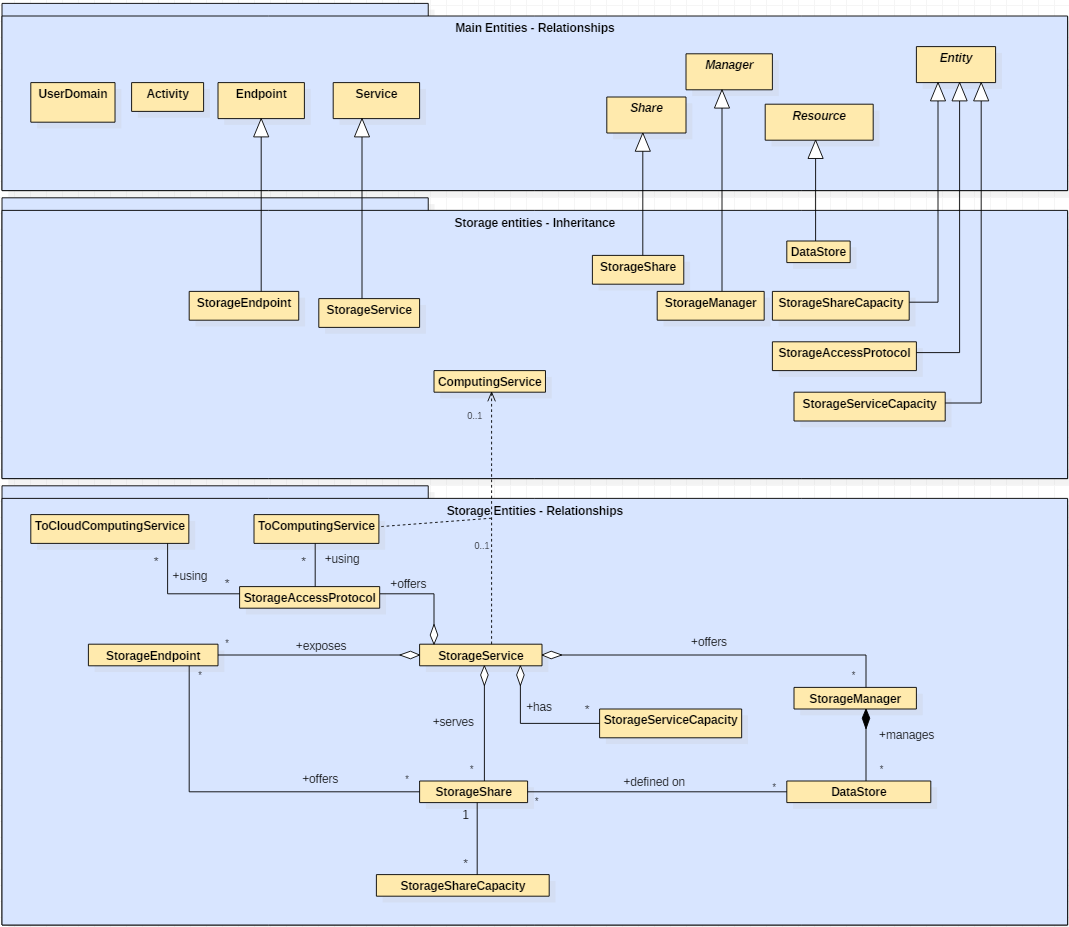 Main Entities - Relationships
Entity
Manager
UserDomain
Activity
Endpoint
Service
Share
Resource
Storage entities - Inheritance
DataStore
StorageShare
StorageEndpoint
StorageService
StorageManager
StorageShareCapacity
StorageAccessProtocol
ComputingService
StorageServiceCapacity
0..1
Storage Entities - Relationships
ToCloudComputingService
ToComputingService
0..1
*
*
+using
+using
*
+offers
StorageAccessProtocol
*
+exposes
+offers
StorageEndpoint
StorageService
*
*
StorageManager
+has
*
+serves
StorageServiceCapacity
+manages
*
*
+offers
*
+defined on
*
StorageShare
*
DataStore
1
*
StorageShareCapacity